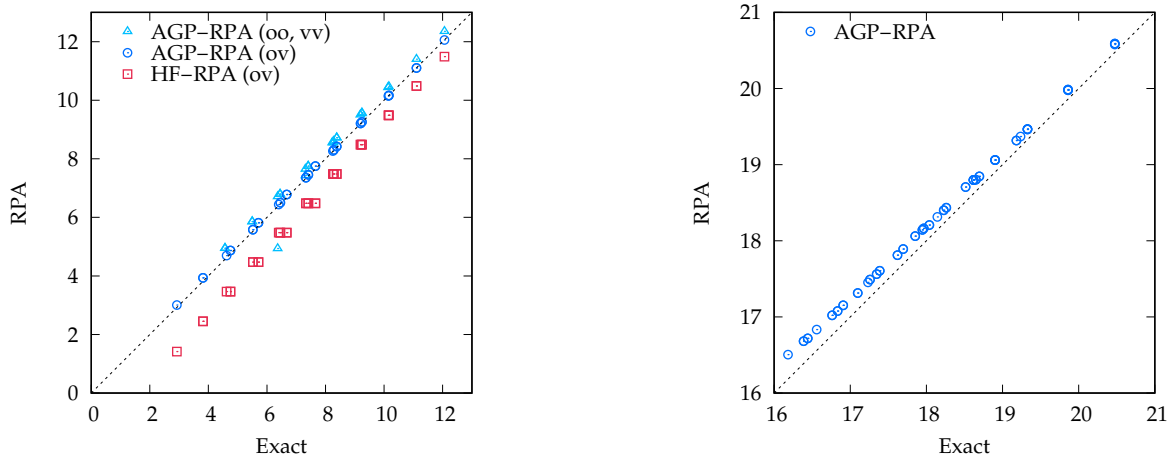 AGP−RPA (oo, vv)
AGP−RPA (ov)
HF−RPA (ov)
12
10
8
6
4
2
0
RPA
0 2 4 6 8 10 12
Exact
AGP−RPA
21
20
19
18
17
16
RPA
16 17 18 19 20 21
Exact